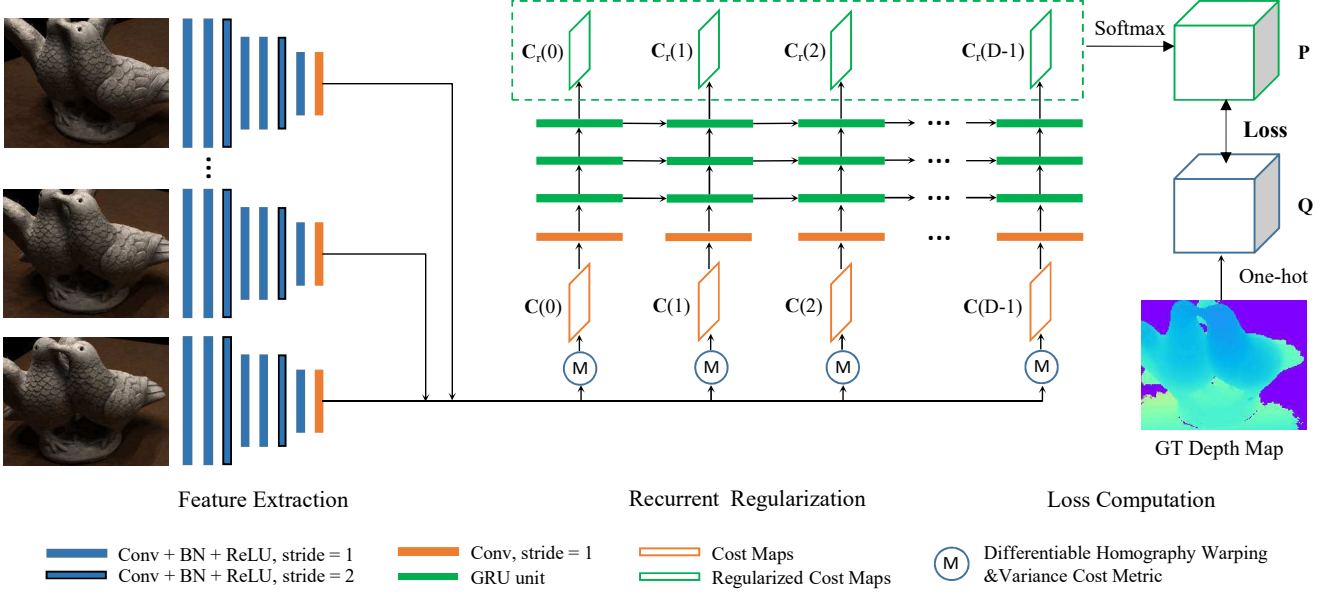 C_r(0) C_r(1) C_r(2) C_r(D-1) Softmax P
Loss
Q
One-hot
C(0) C(1) C(2) C(D-1)
M M M M
GT Depth Map
Feature Extraction Recurrent Regularization Loss Computation
Conv + BN + ReLU, stride = 1 Conv, stride = 1 Cost Maps
Conv + BN + ReLU, stride = 2 GRU unit Regularized Cost Maps
M Differentiable Homography Warping
&Variance Cost Metric